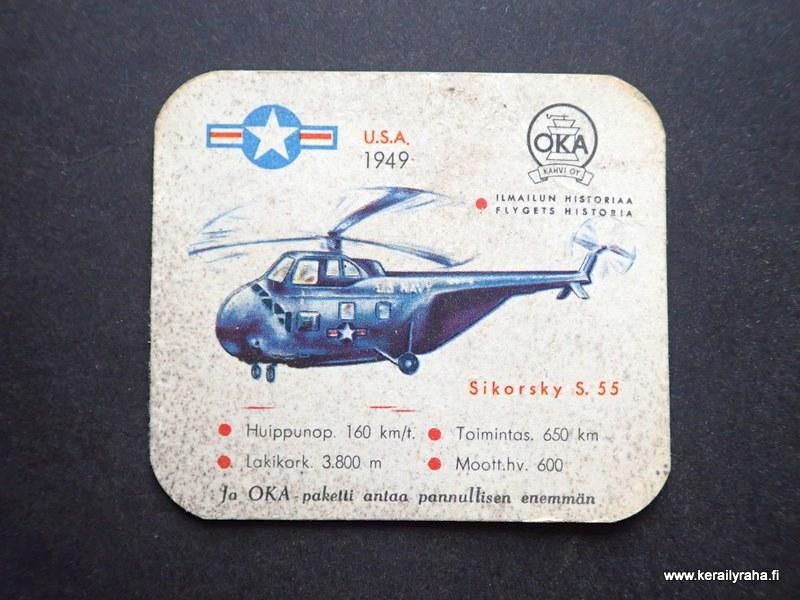 U.S.A.
1949
OKA
KAHVI OY
ILMAILUN HISTORIAA
FLYGETS HISTORIA
U.S. NAVY
Sikorsky S. 55
Huippunop. 160 km/t.
Toimintas. 650 km
Lakikork. 3.800 m
Moott.hv. 600
Ja OKA-paketti antaa pannullisen enemmän
www.kerailyraha.fi